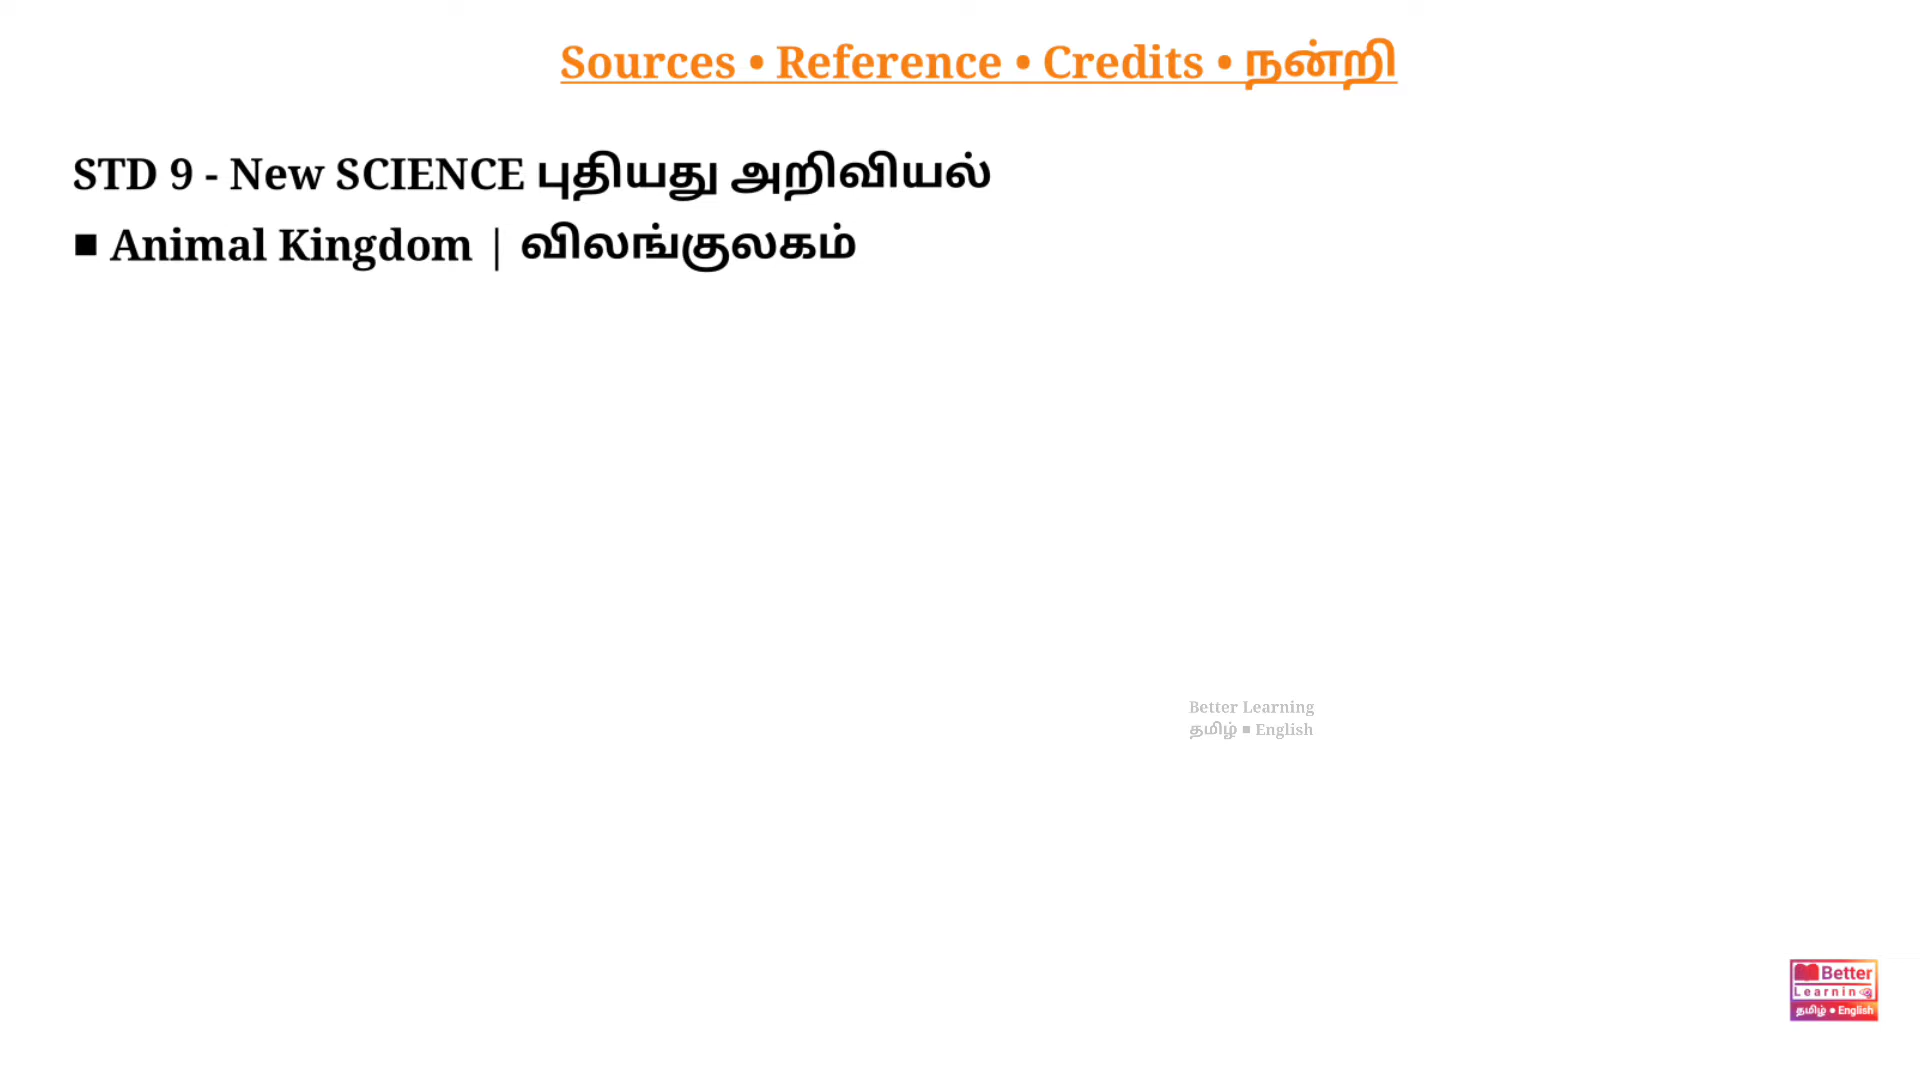 Sources • Reference • Credits • நன்றி
STD 9 - New SCIENCE புதியது அறிவியல்
■ Animal Kingdom | விலங்குலகம்
Better Learning
தமிழ் ■ English
Better
Learning
தமிழ் ● English